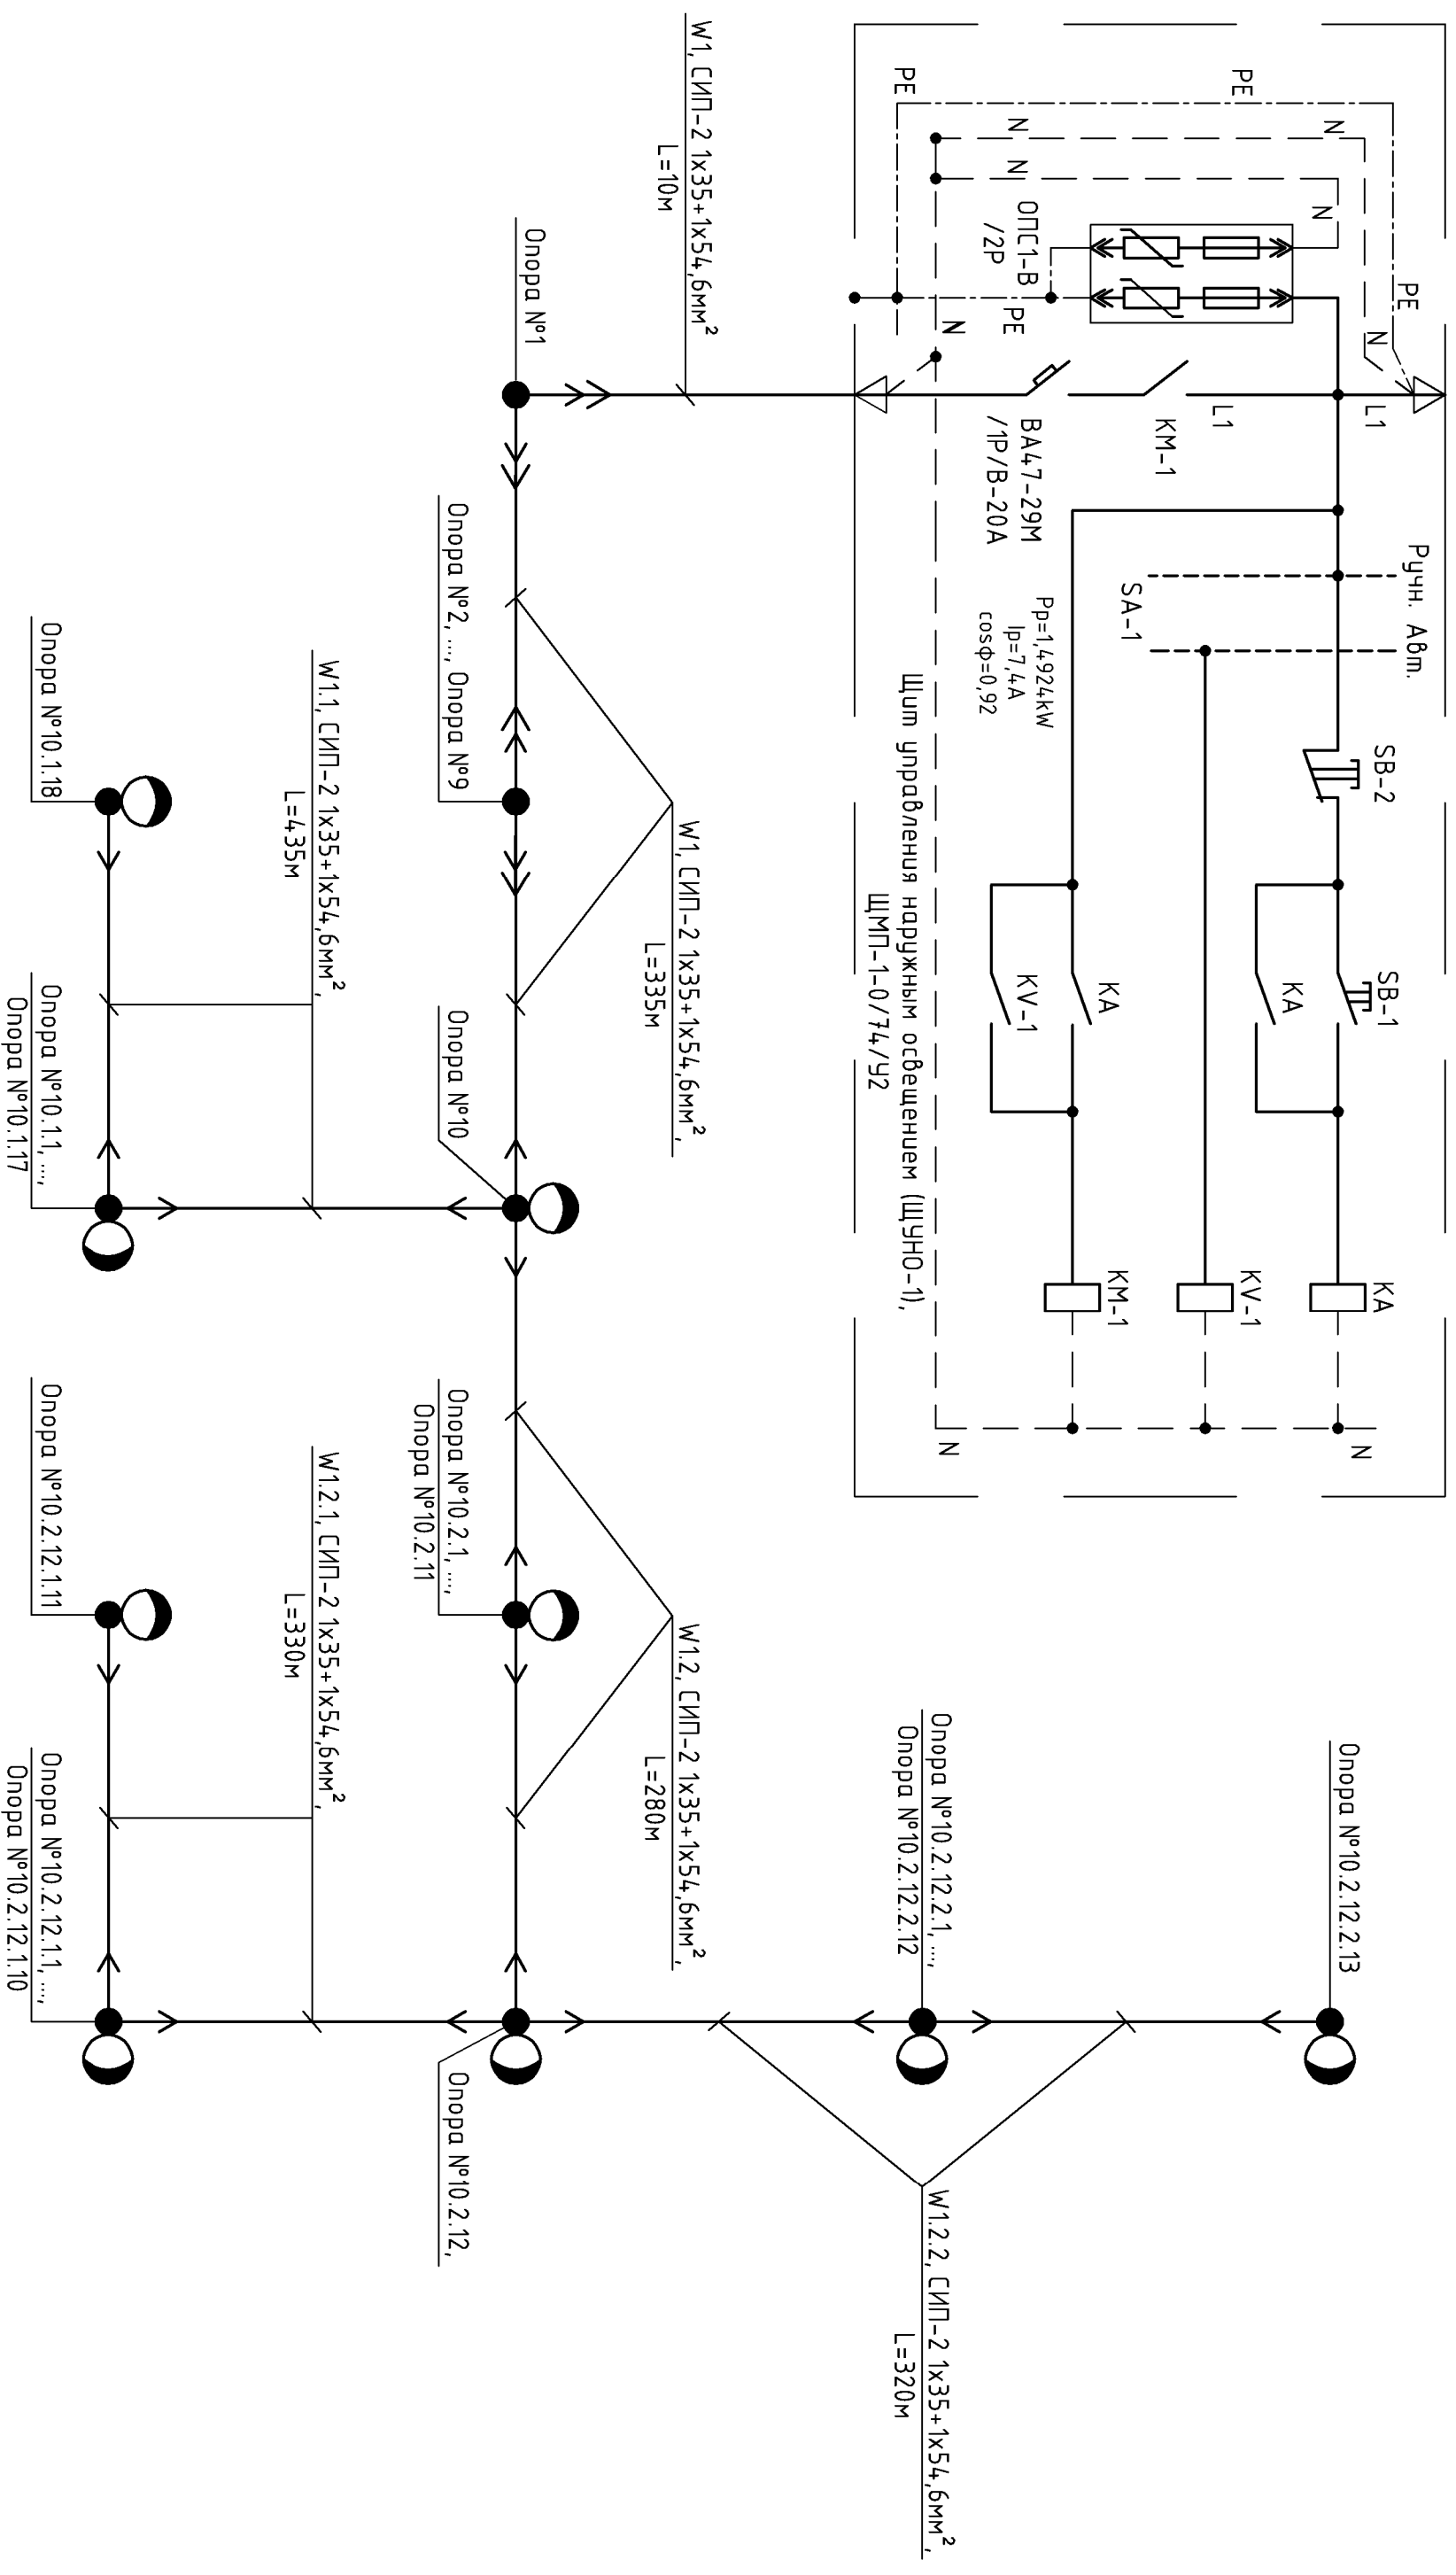 PE
PE
PE
PE
N
N
N
N
N
N
N
N
N
L1
L1
ОПС1-В
/2Р
КМ-1
ВА47-29М
/1Р/В-20А
Ручн. Авт.
SA-1
SB-2
SB-1
КА
КА
КА
KV-1
KV-1
КМ-1
Рр=1,4924kW
Iр=7,4А
cosф=0,92
Щит управления наружным освещением (ЩУНО-1),
ЩМП-1-0/74/У2
W1, СИП-2 1х35+1х54,6мм²
L=10м
Опора №1
Опора №2, ..., Опора №9
W1, СИП-2 1х35+1х54,6мм²,
L=335м
Опора №10
W1.1, СИП-2 1х35+1х54,6мм²,
L=435м
Опора №10.1.18
Опора №10.1.1, ...,
Опора №10.1.17
Опора №10.2.1, ...,
Опора №10.2.11
W1.2, СИП-2 1х35+1х54,6мм²,
L=280м
Опора №10.2.12,
W1.2.1, СИП-2 1х35+1х54,6мм²,
L=330м
Опора №10.2.12.1.11
Опора №10.2.12.1.1, ...,
Опора №10.2.12.1.10
Опора №10.2.12.2.1, ...,
Опора №10.2.12.2.12
Опора №10.2.12.2.13
W1.2.2, СИП-2 1х35+1х54,6мм²,
L=320м